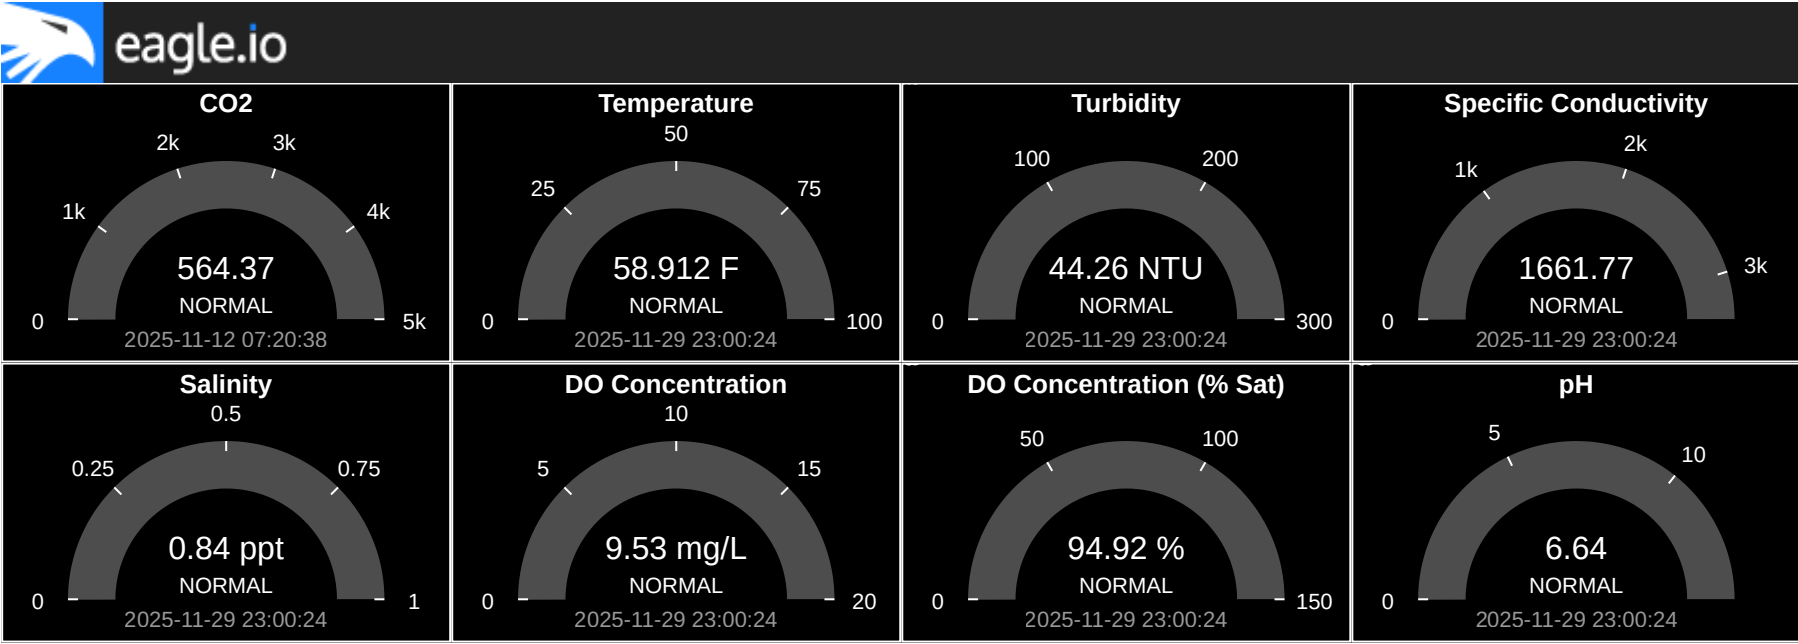 eagle.io
CO2
2k
3k
1k
4k
564.37
NORMAL
0
5k
2025-11-12 07:20:38
Temperature
50
25
75
58.912 F
NORMAL
0
100
2025-11-29 23:00:24
Turbidity
100
200
44.26 NTU
NORMAL
0
300
2025-11-29 23:00:24
Specific Conductivity
2k
1k
3k
1661.77
NORMAL
0
2025-11-29 23:00:24
Salinity
0.5
0.25
0.75
0.84 ppt
NORMAL
0
1
2025-11-29 23:00:24
DO Concentration
10
5
15
9.53 mg/L
NORMAL
0
20
2025-11-29 23:00:24
DO Concentration (% Sat)
50
100
94.92 %
NORMAL
0
150
2025-11-29 23:00:24
pH
5
10
6.64
NORMAL
0
2025-11-29 23:00:24